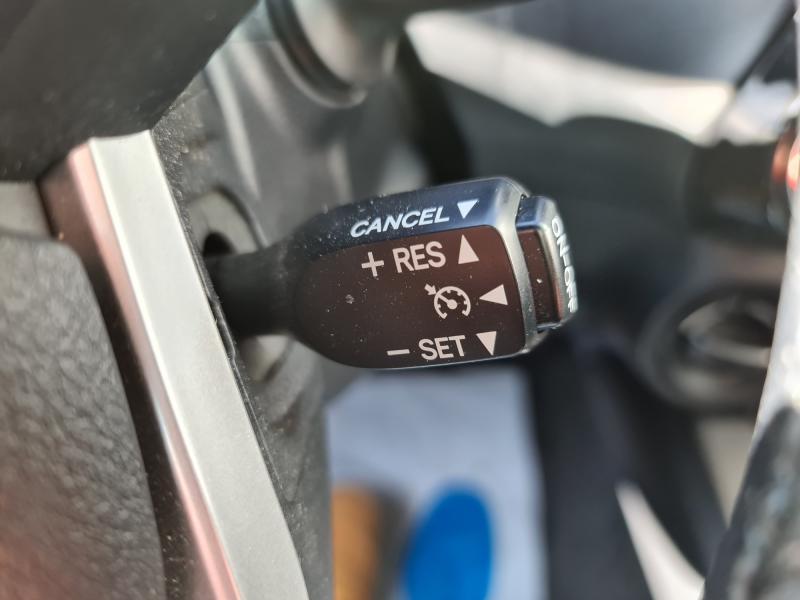 CANCEL ▼
+ RES ▲
◀
− SET ▼
ON-OFF